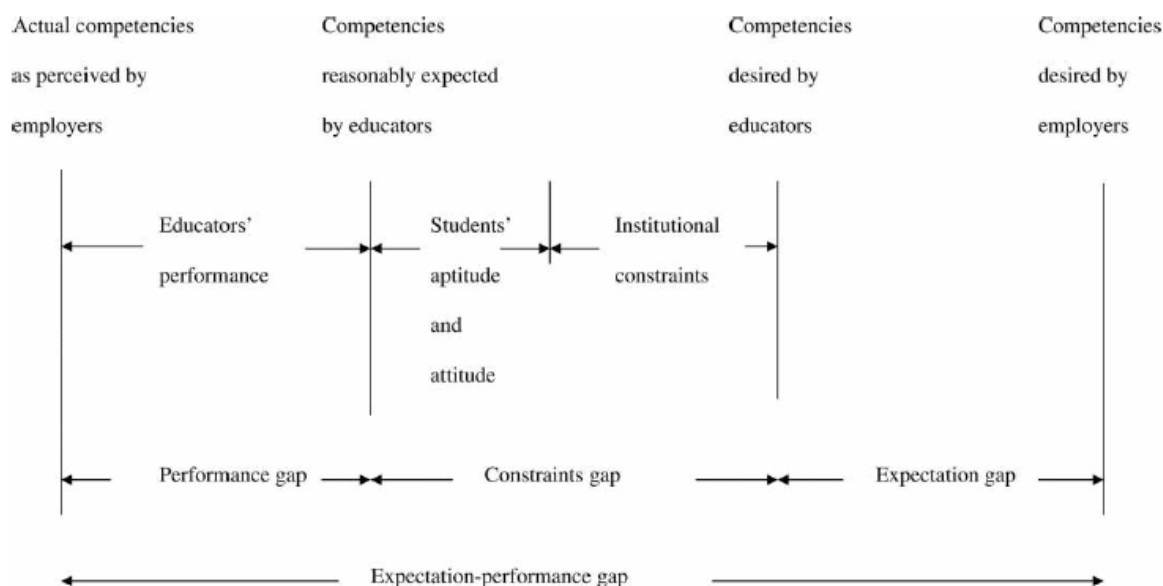 Actual competencies
as perceived by
employers
Competencies
reasonably expected
by educators
Competencies
desired by
educators
Competencies
desired by
employers
Educators’
performance
Students’
aptitude
and
attitude
Institutional
constraints
Performance gap
Constraints gap
Expectation gap
Expectation-performance gap